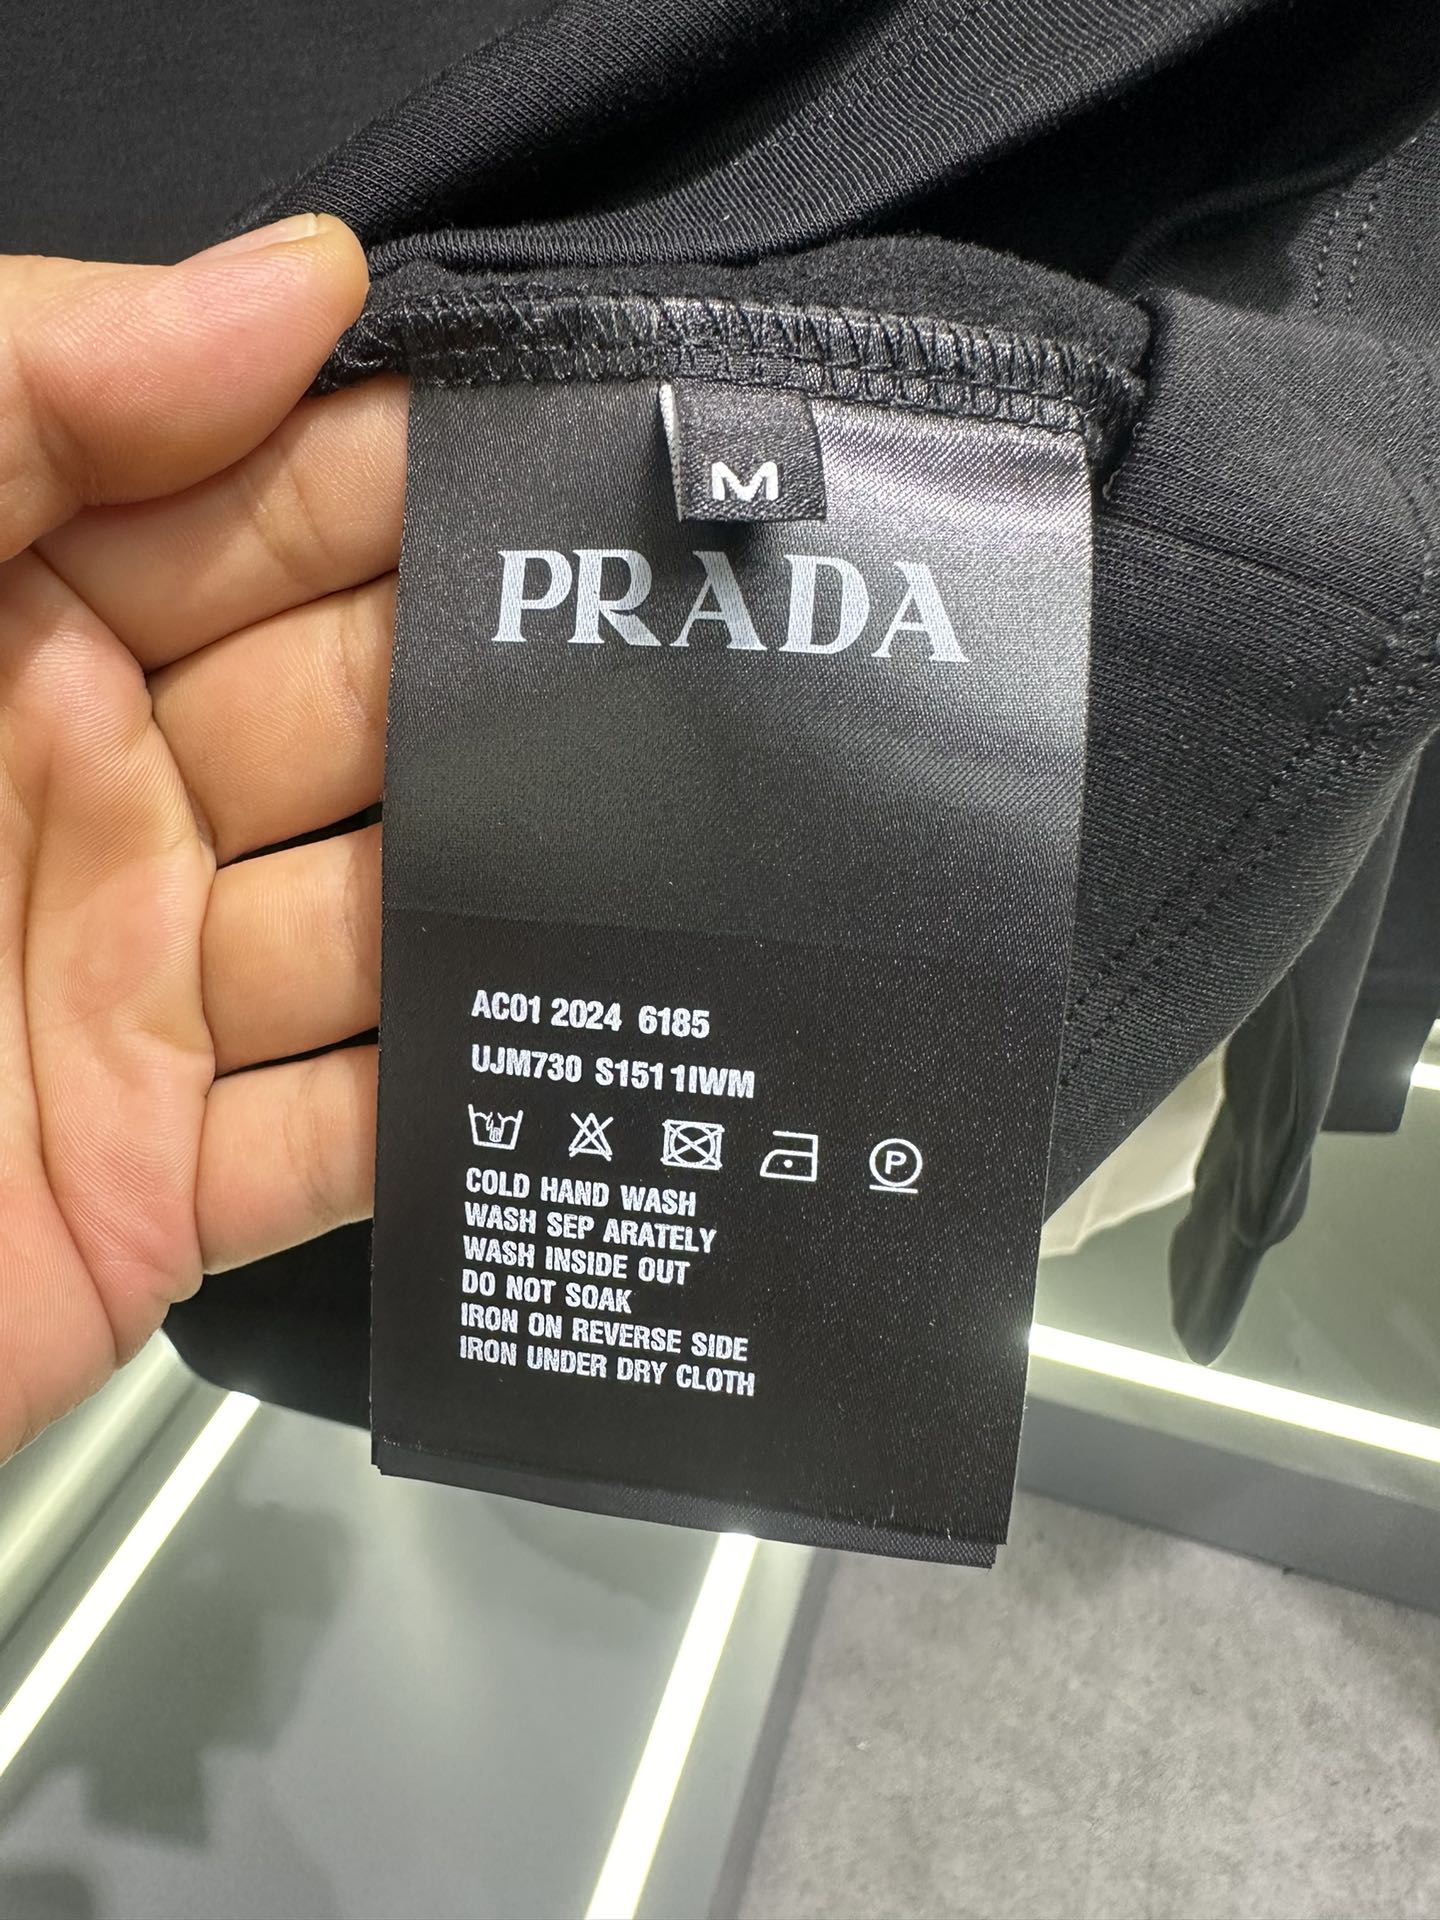 M
PRADA
AC01 2024 6185
UJM730 S151 1IWM
P
COLD HAND WASH
WASH SEP ARATELY
WASH INSIDE OUT
DO NOT SOAK
IRON ON REVERSE SIDE
IRON UNDER DRY CLOTH